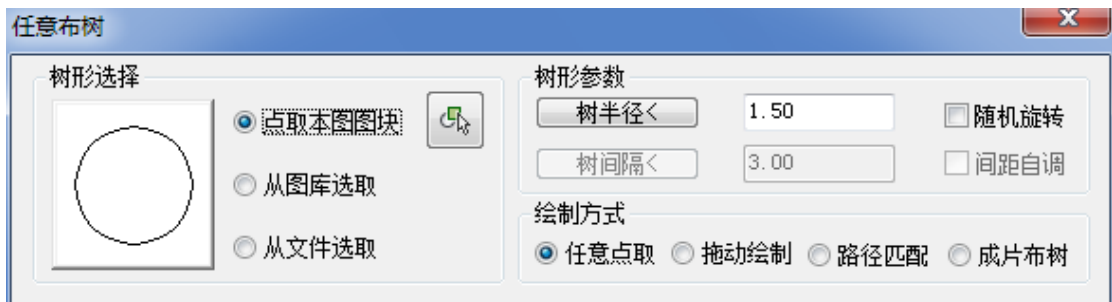 任意布树
树形选择
点取本图图块
从图库选取
从文件选取
树形参数
树半径< 1.50 随机旋转
树间隔< 3.00 间距自调
绘制方式
任意点取 拖动绘制 路径匹配 成片布树